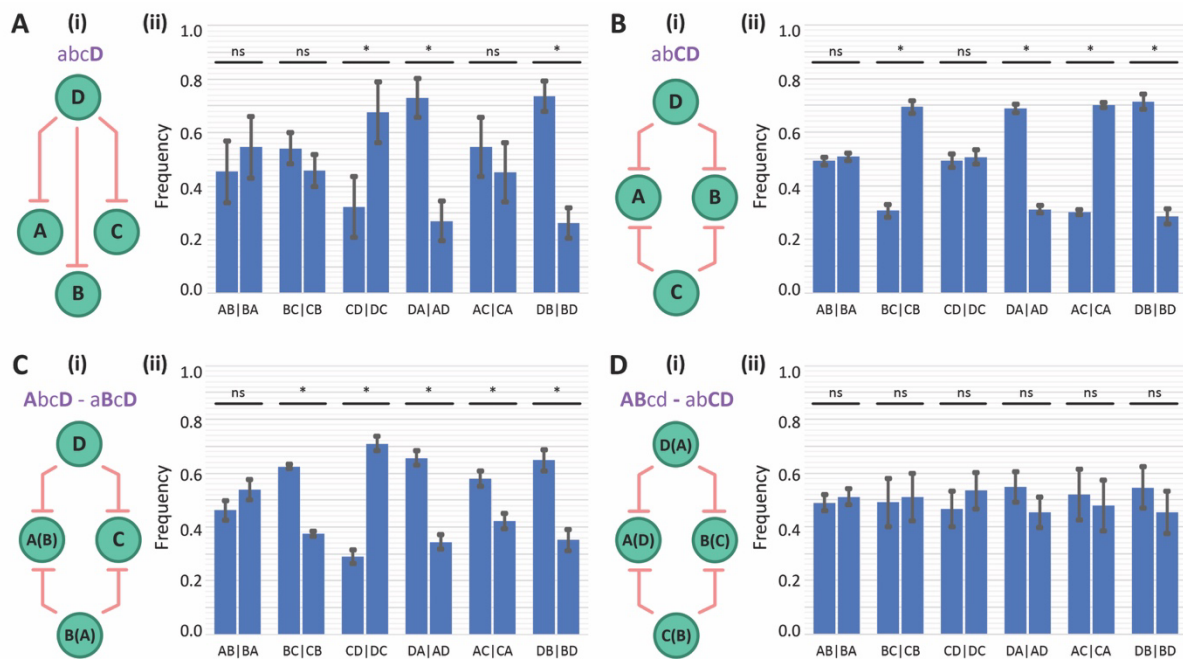 A (i) (ii)
abcD
D
A
C
B
Frequency
1.0
0.8
0.6
0.4
0.2
0.0
ns ns * * ns *
AB|BA BC|CB CD|DC DA|AD AC|CA DB|BD
B (i) (ii)
abCD
D
A
B
C
Frequency
1.0
0.8
0.6
0.4
0.2
0.0
ns * ns * * *
AB|BA BC|CB CD|DC DA|AD AC|CA DB|BD
C (i) (ii)
AbcD - aBcD
D
A(B)
C
B(A)
Frequency
1.0
0.8
0.6
0.4
0.2
0.0
ns * * * * *
AB|BA BC|CB CD|DC DA|AD AC|CA DB|BD
D (i) (ii)
ABcd - abCD
D(A)
A(D)
B(C)
C(B)
Frequency
1.0
0.8
0.6
0.4
0.2
0.0
ns ns ns ns ns ns
AB|BA BC|CB CD|DC DA|AD AC|CA DB|BD